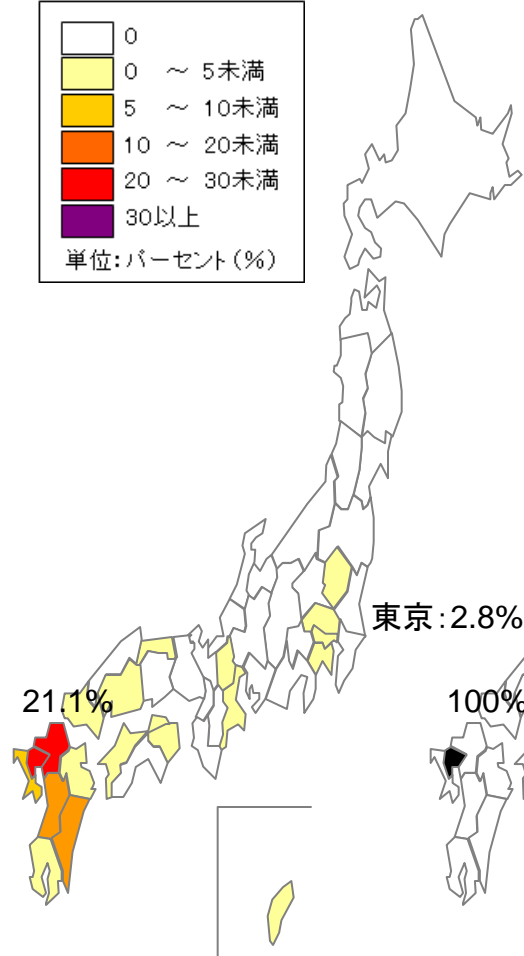 0
0 ～ 5未満
5 ～ 10未満
10 ～ 20未満
20 ～ 30未満
30以上
単位：パーセント（％）
東京：2.8%
21.1%
100%